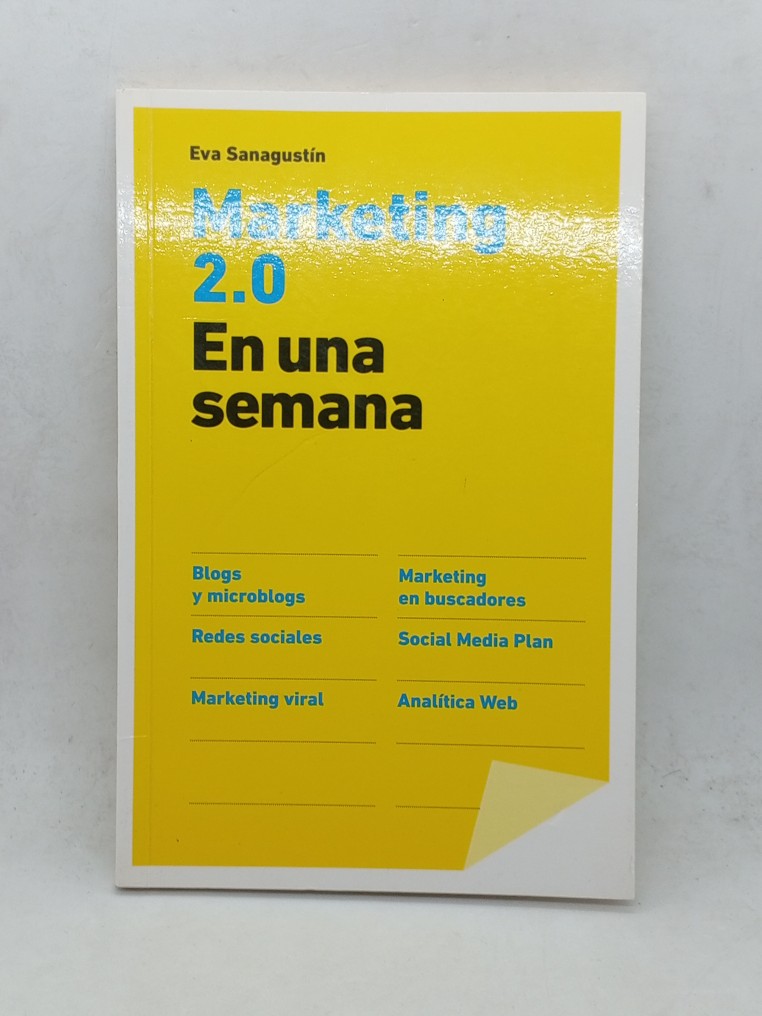 Eva Sanagustín
Marketing
2.0
En una
semana
Blogs
y microblogs
Redes sociales
Marketing viral
Marketing
en buscadores
Social Media Plan
Analítica Web